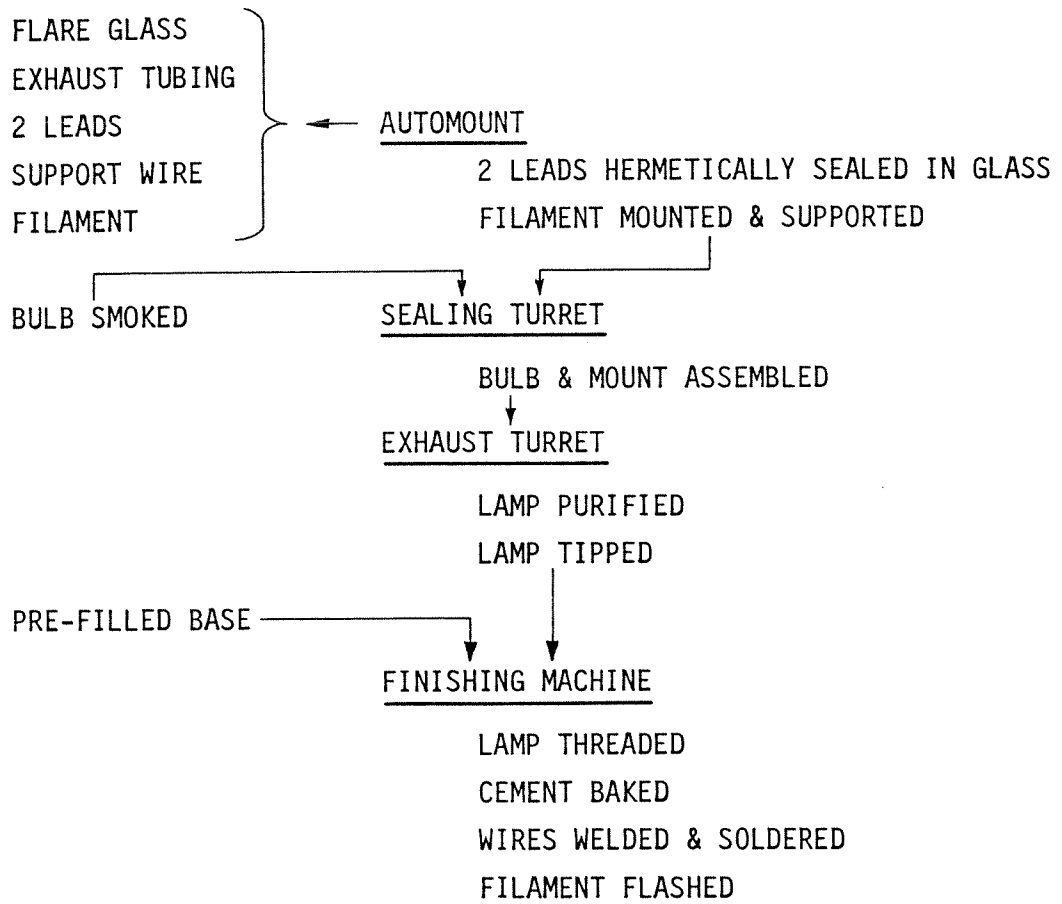 FLARE GLASS
EXHAUST TUBING
2 LEADS
SUPPORT WIRE
FILAMENT
AUTOMOUNT
2 LEADS HERMETICALLY SEALED IN GLASS
FILAMENT MOUNTED & SUPPORTED
BULB SMOKED
SEALING TURRET
BULB & MOUNT ASSEMBLED
EXHAUST TURRET
LAMP PURIFIED
LAMP TIPPED
PRE-FILLED BASE
FINISHING MACHINE
LAMP THREADED
CEMENT BAKED
WIRES WELDED & SOLDERED
FILAMENT FLASHED